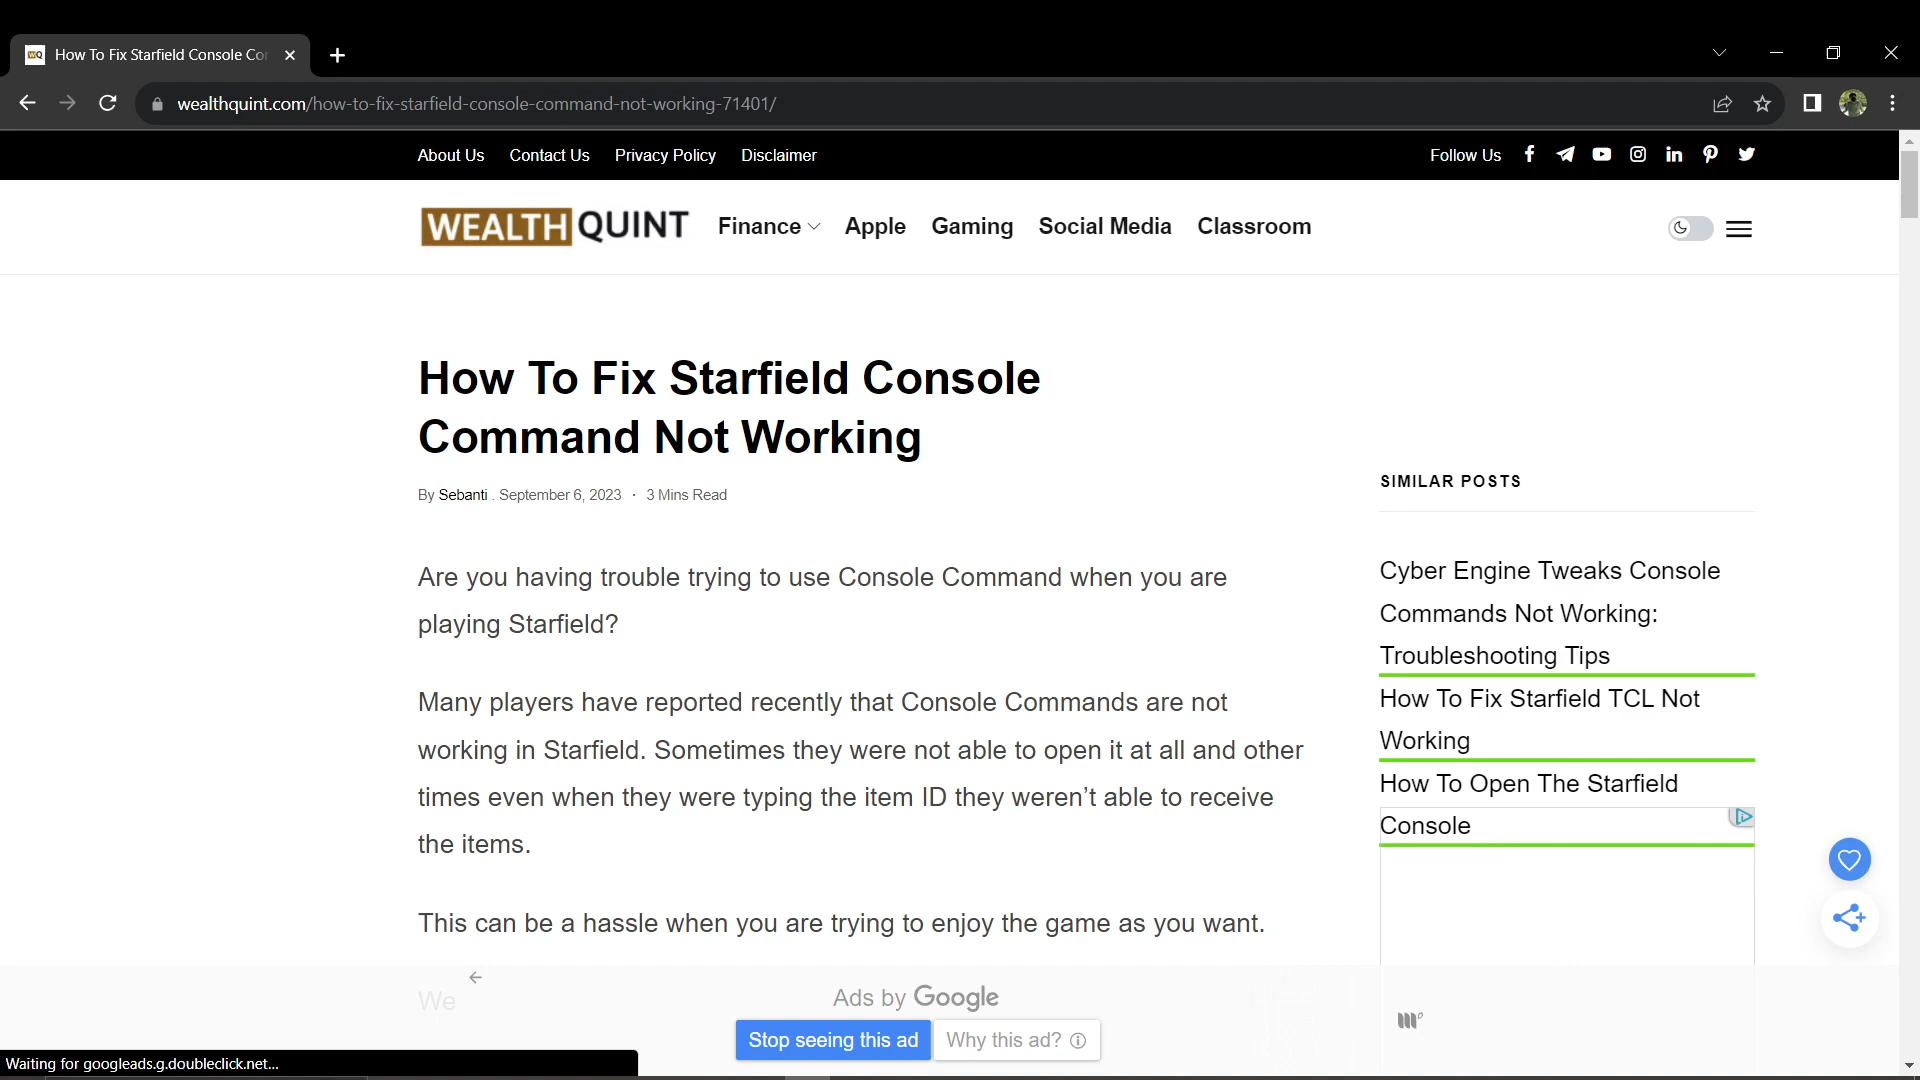 How To Fix Starfield Console Co
wealthquint.com/how-to-fix-starfield-console-command-not-working-71401/
About Us Contact Us Privacy Policy Disclaimer Follow Us
WEALTH QUINT Finance Apple Gaming Social Media Classroom
How To Fix Starfield Console
Command Not Working
By Sebanti . September 6, 2023 · 3 Mins Read
Are you having trouble trying to use Console Command when you are
playing Starfield?
Many players have reported recently that Console Commands are not
working in Starfield. Sometimes they were not able to open it at all and other
times even when they were typing the item ID they weren’t able to receive
the items.
This can be a hassle when you are trying to enjoy the game as you want.
We
SIMILAR POSTS
Cyber Engine Tweaks Console
Commands Not Working:
Troubleshooting Tips
How To Fix Starfield TCL Not
Working
How To Open The Starfield
Console
Ads by Google
Stop seeing this ad Why this ad?
Waiting for googleads.g.doubleclick.net...